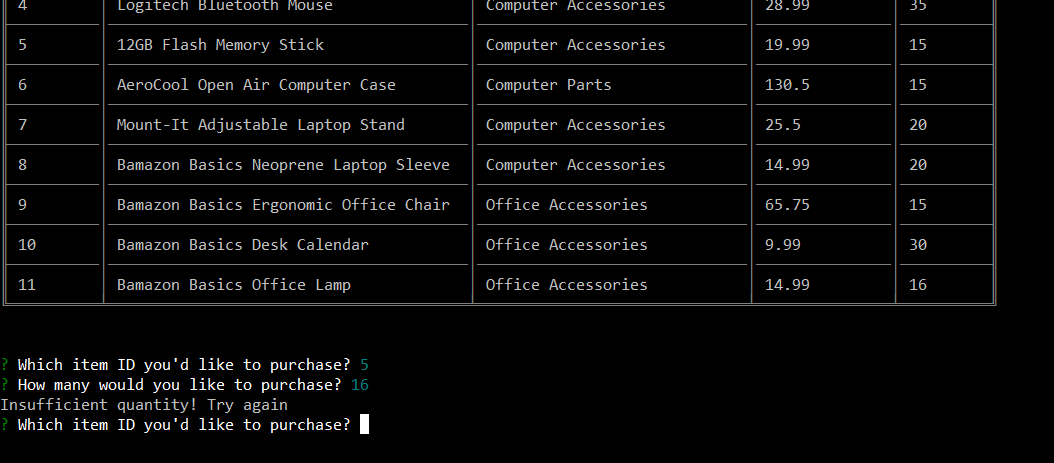 4 Logitech Bluetooth Mouse Computer Accessories 28.99 35
5 12GB Flash Memory Stick Computer Accessories 19.99 15
6 AeroCool Open Air Computer Case Computer Parts 130.5 15
7 Mount-It Adjustable Laptop Stand Computer Accessories 25.5 20
8 Bamazon Basics Neoprene Laptop Sleeve Computer Accessories 14.99 20
9 Bamazon Basics Ergonomic Office Chair Office Accessories 65.75 15
10 Bamazon Basics Desk Calendar Office Accessories 9.99 30
11 Bamazon Basics Office Lamp Office Accessories 14.99 16
? Which item ID you'd like to purchase? 5
? How many would you like to purchase? 16
Insufficient quantity! Try again
? Which item ID you'd like to purchase?